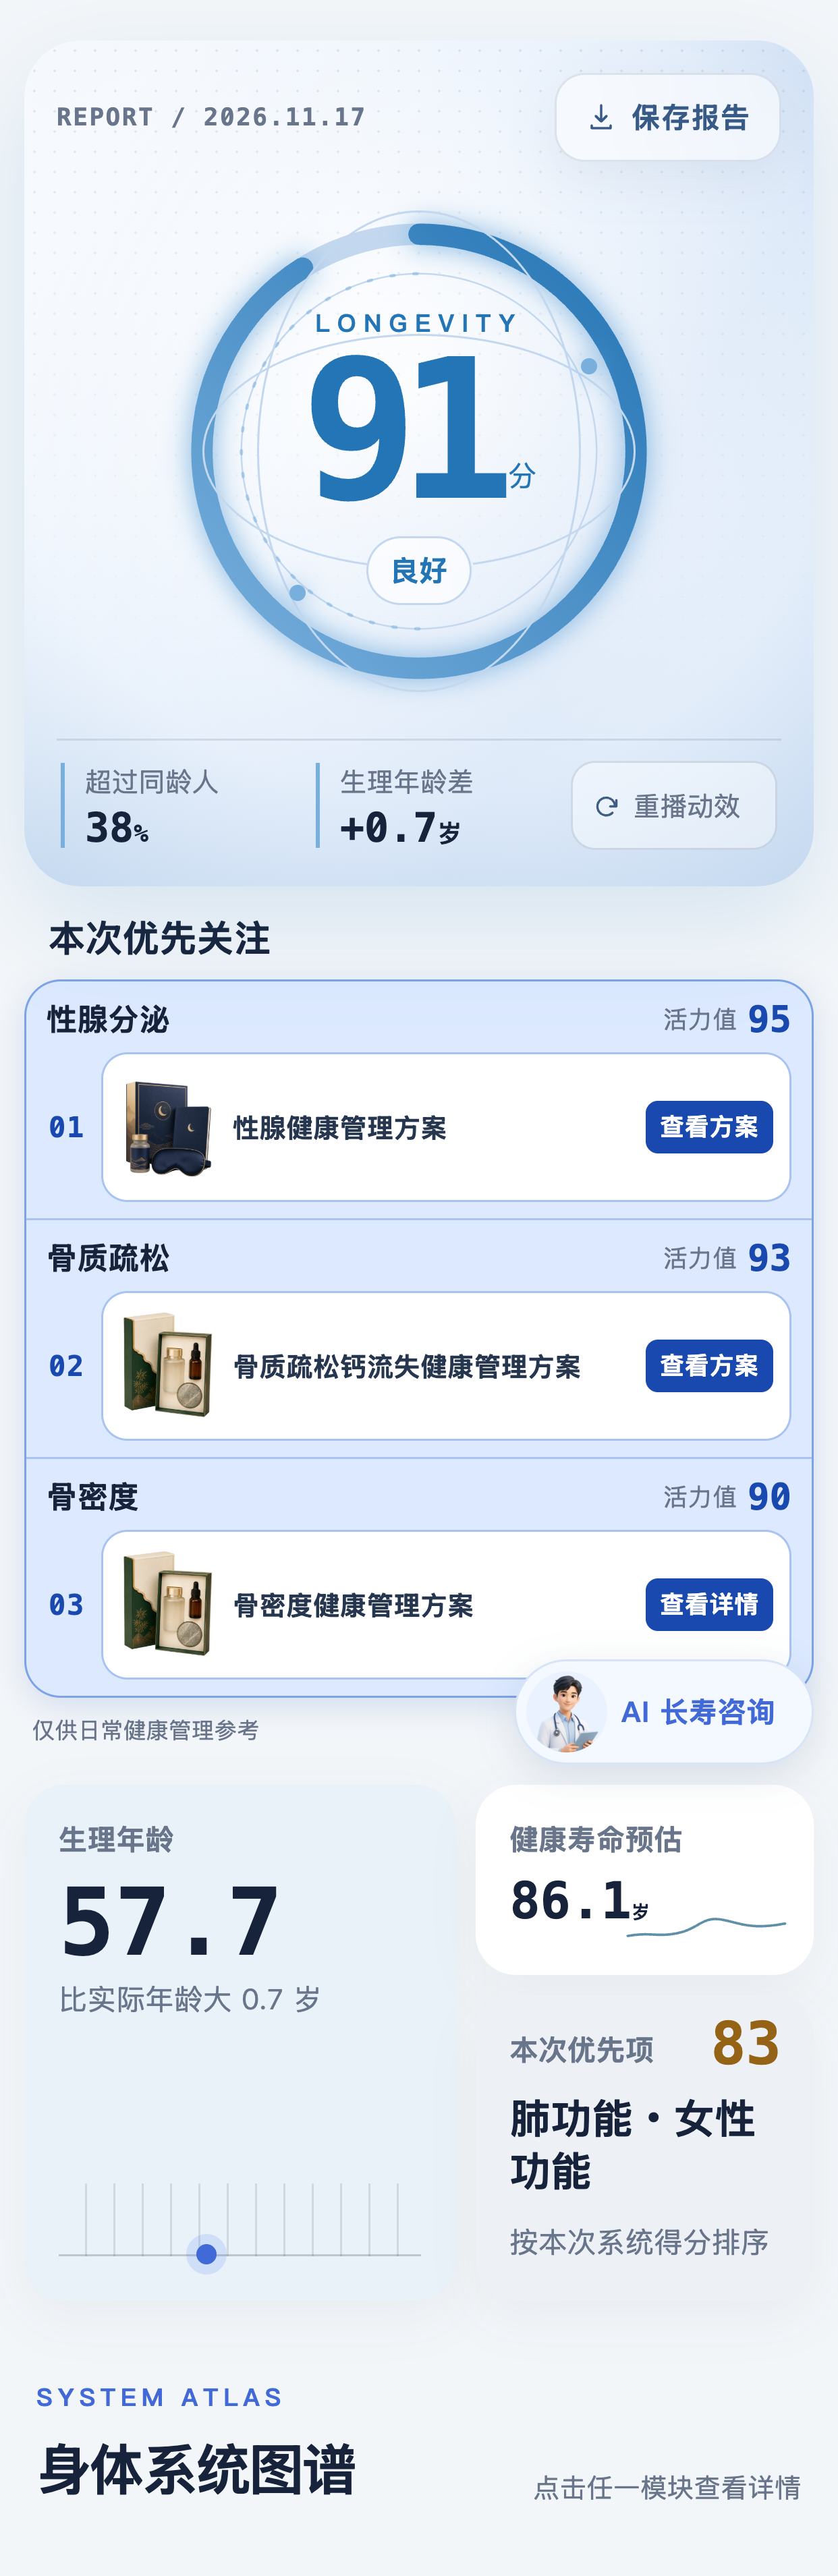 REPORT / 2026.11.17
保存报告
LONGEVITY
91分
良好
超过同龄人
38%
生理年龄差
+0.7岁
重播动效
本次优先关注
性腺分泌
活力值 95
01
性腺健康管理方案
查看方案
骨质疏松
活力值 93
02
骨质疏松钙流失健康管理方案
查看方案
骨密度
活力值 90
03
骨密度健康管理方案
查看详情
AI 长寿咨询
仅供日常健康管理参考
生理年龄
57.7
比实际年龄大 0.7 岁
健康寿命预估
86.1岁
本次优先项
83
肺功能·女性
功能
按本次系统得分排序
SYSTEM ATLAS
身体系统图谱
点击任一模块查看详情